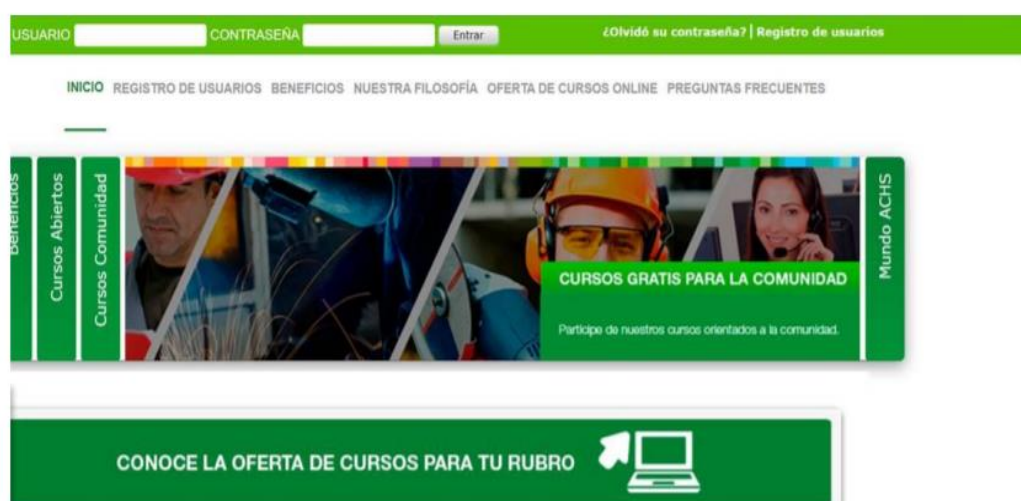 USUARIO CONTRASEÑA Entrar ¿Olvidó su contraseña? | Registro de usuarios
INICIO REGISTRO DE USUARIOS BENEFICIOS NUESTRA FILOSOFÍA OFERTA DE CURSOS ONLINE PREGUNTAS FRECUENTES
Beneficios
Cursos Abiertos
Cursos Comunidad
CURSOS GRATIS PARA LA COMUNIDAD
Participe de nuestros cursos orientados a la comunidad.
Mundo ACHS
CONOCE LA OFERTA DE CURSOS PARA TU RUBRO